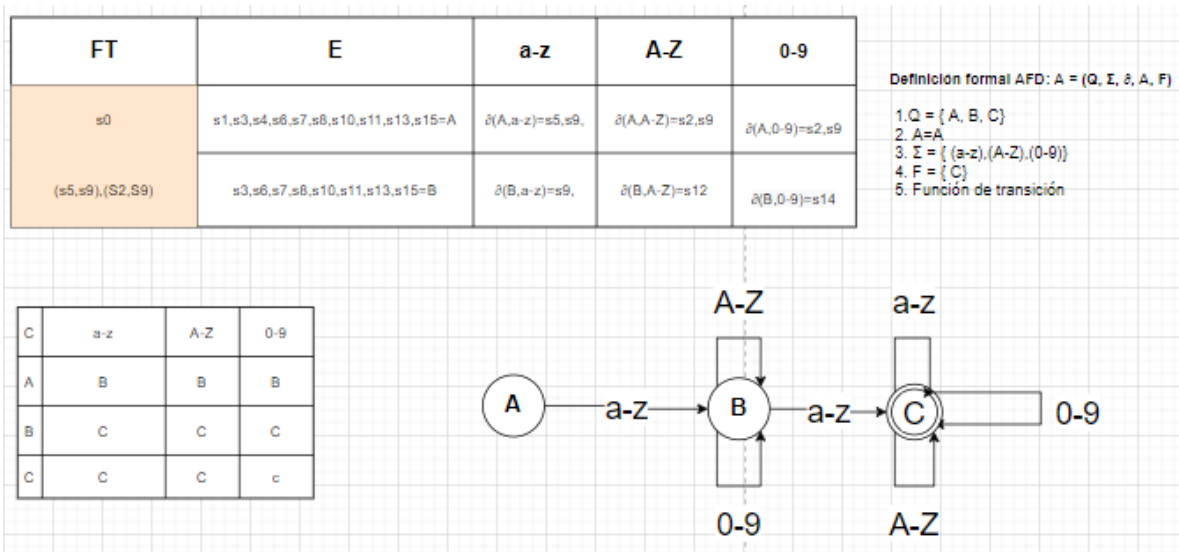 FT E a-z A-Z 0-9
s0 s1,s3,s4,s6,s7,s8,s10,s11,s13,s15=A ∂(A,a-z)=s5,s9, ∂(A,A-Z)=s2,s9 ∂(A,0-9)=s2,s9
(s5,s9),(S2,S9) s3,s6,s7,s8,s10,s11,s13,s15=B ∂(B,a-z)=s9, ∂(B,A-Z)=s12 ∂(B,0-9)=s14
Definición formal AFD: A = (Q, Σ, ∂, A, F)
1.Q = { A, B, C}
2. A=A
3. Σ = { (a-z),(A-Z),(0-9)}
4. F = { C}
5. Función de transición
C a-z A-Z 0-9
A B B B
B C C C
C C C c
A-Z a-z
A a-z B a-z C 0-9
0-9 A-Z